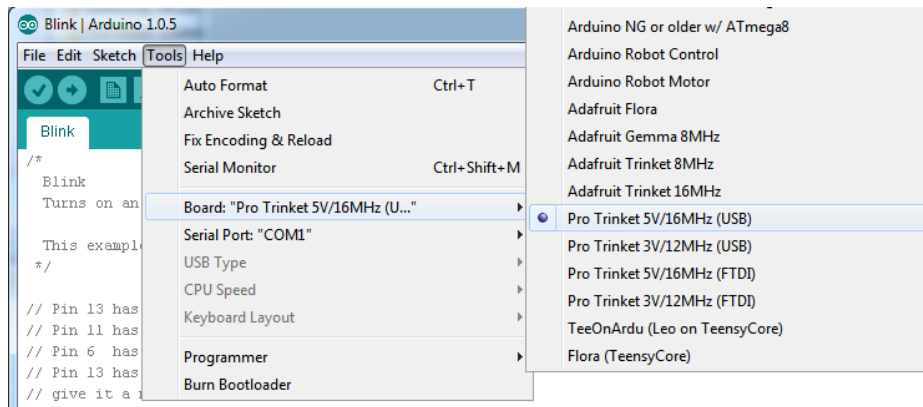 Blink | Arduino 1.0.5
File Edit Sketch Tools Help
Blink
/*
Blink
Turns on an
This exampl
*/
// Pin 13 has
// Pin 11 has
// Pin 6 has
// Pin 13 has
// give it a
Auto Format Ctrl+T
Archive Sketch
Fix Encoding & Reload
Serial Monitor Ctrl+Shift+M
Board: "Pro Trinket 5V/16MHz (U..."
Serial Port: "COM1"
USB Type
CPU Speed
Keyboard Layout
Programmer
Burn Bootloader
Arduino NG or older w/ ATmega8
Arduino Robot Control
Arduino Robot Motor
Adafruit Flora
Adafruit Gemma 8MHz
Adafruit Trinket 8MHz
Adafruit Trinket 16MHz
Pro Trinket 5V/16MHz (USB)
Pro Trinket 3V/12MHz (USB)
Pro Trinket 5V/16MHz (FTDI)
Pro Trinket 3V/12MHz (FTDI)
TeeOnArdu (Leo on TeensyCore)
Flora (TeensyCore)